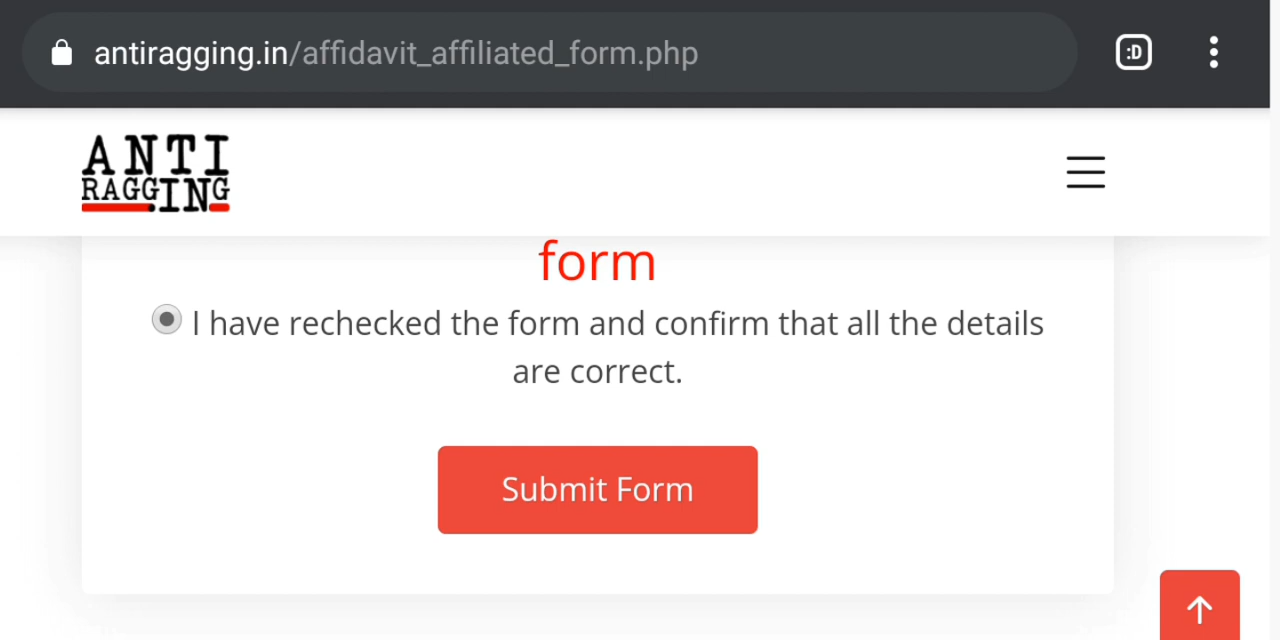 antiragging.in/affidavit_affiliated_form.php
:D
ANTI
RAGGING
form
I have rechecked the form and confirm that all the details
are correct.
Submit Form